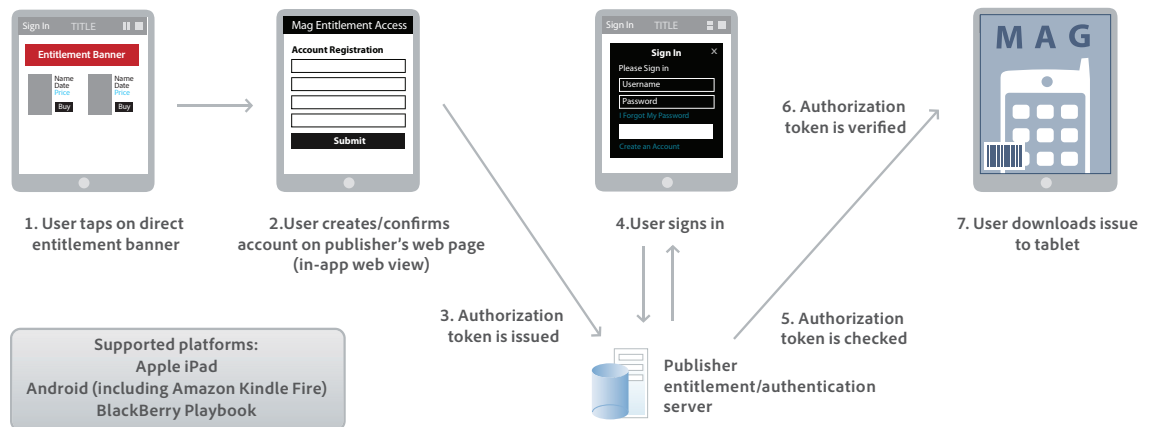 Sign In TITLE
Entitlement Banner
Name
Date
Price
Buy
Name
Date
Price
Buy
1. User taps on direct
entitlement banner
Mag Entitlement Access
Account Registration
Submit
2.User creates/confirms
account on publisher's web page
(in-app web view)
3. Authorization
token is issued
Sign In TITLE
Sign In X
Please Sign in
Username
Password
I Forgot My Password
Create an Account
4.User signs in
5. Authorization
token is checked
6. Authorization
token is verified
MAG
7. User downloads issue
to tablet
Publisher
entitlement/authentication
server
Supported platforms:
Apple iPad
Android (including Amazon Kindle Fire)
BlackBerry Playbook